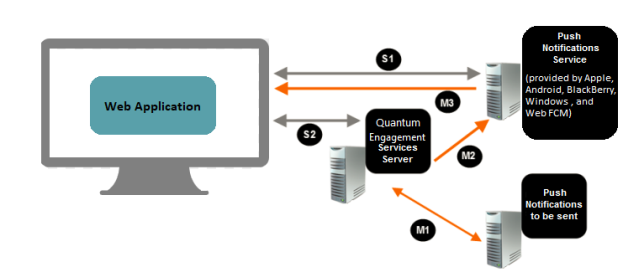 Push
Notifications
Service
(provided by Apple,
Android, BlackBerry,
Windows , and
Web FCM)
S1
Web Application
M3
Quantum
Engagement
Services
Server
S2
M2
Push
Notifications
to be sent
M1